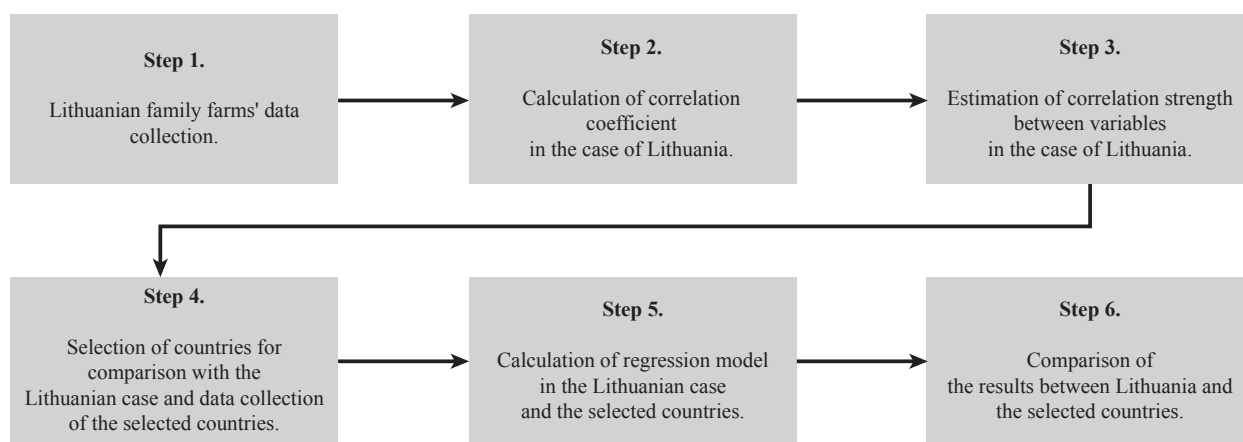 Step 1.
Lithuanian family farms' data
collection.
Step 2.
Calculation of correlation
coefficient
in the case of Lithuania.
Step 3.
Estimation of correlation strength
between variables
in the case of Lithuania.
Step 4.
Selection of countries for
comparison with the
Lithuanian case and data collection
of the selected countries.
Step 5.
Calculation of regression model
in the Lithuanian case
and the selected countries.
Step 6.
Comparison of
the results between Lithuania and
the selected countries.